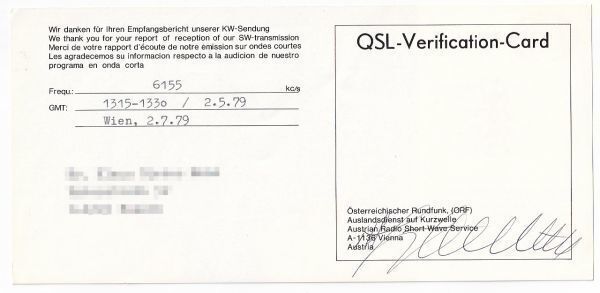 Wir danken für Ihren Empfangsbericht unserer KW-Sendung
We thank you for your report of reception of our SW-transmission
Merci de votre rapport d'écoute de notre emission sur ondes courtes
Les agradecemos su informacion respecto a la audicion de nuestro
programa en onda corta
Frequ.: 6155 kc/s
GMT: 1315-1330 / 2.5.79
Wien, 2.7.79
QSL-Verification-Card
Österreichischer Rundfunk, (ORF)
Auslandsdienst auf Kurzwelle
Austrian Radio Short Wave Service
A-1136 Vienna
Austria